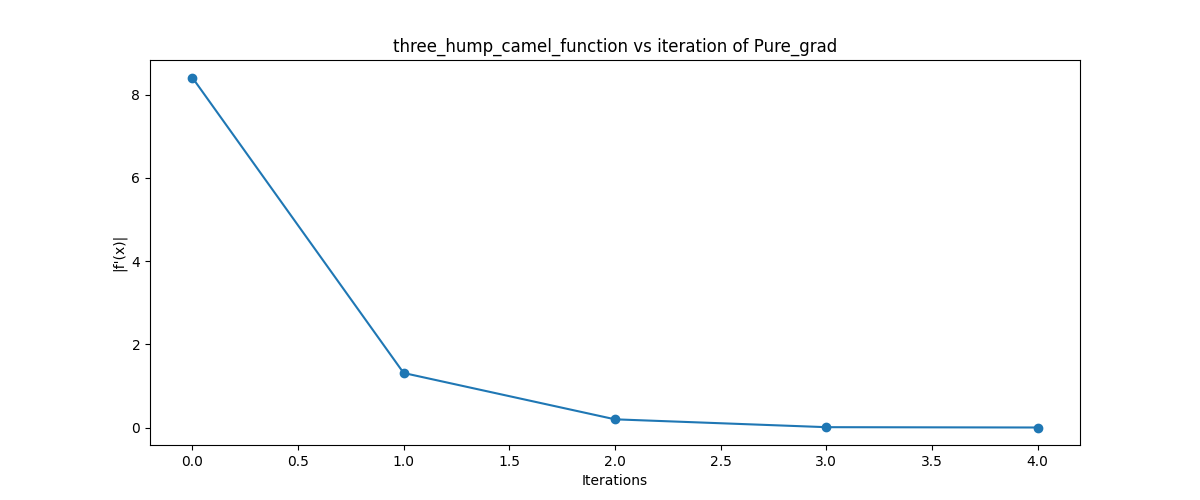 three_hump_camel_function vs iteration of Pure_grad
|f'(x)|
8
6
4
2
0
0.0 0.5 1.0 1.5 2.0 2.5 3.0 3.5 4.0
Iterations